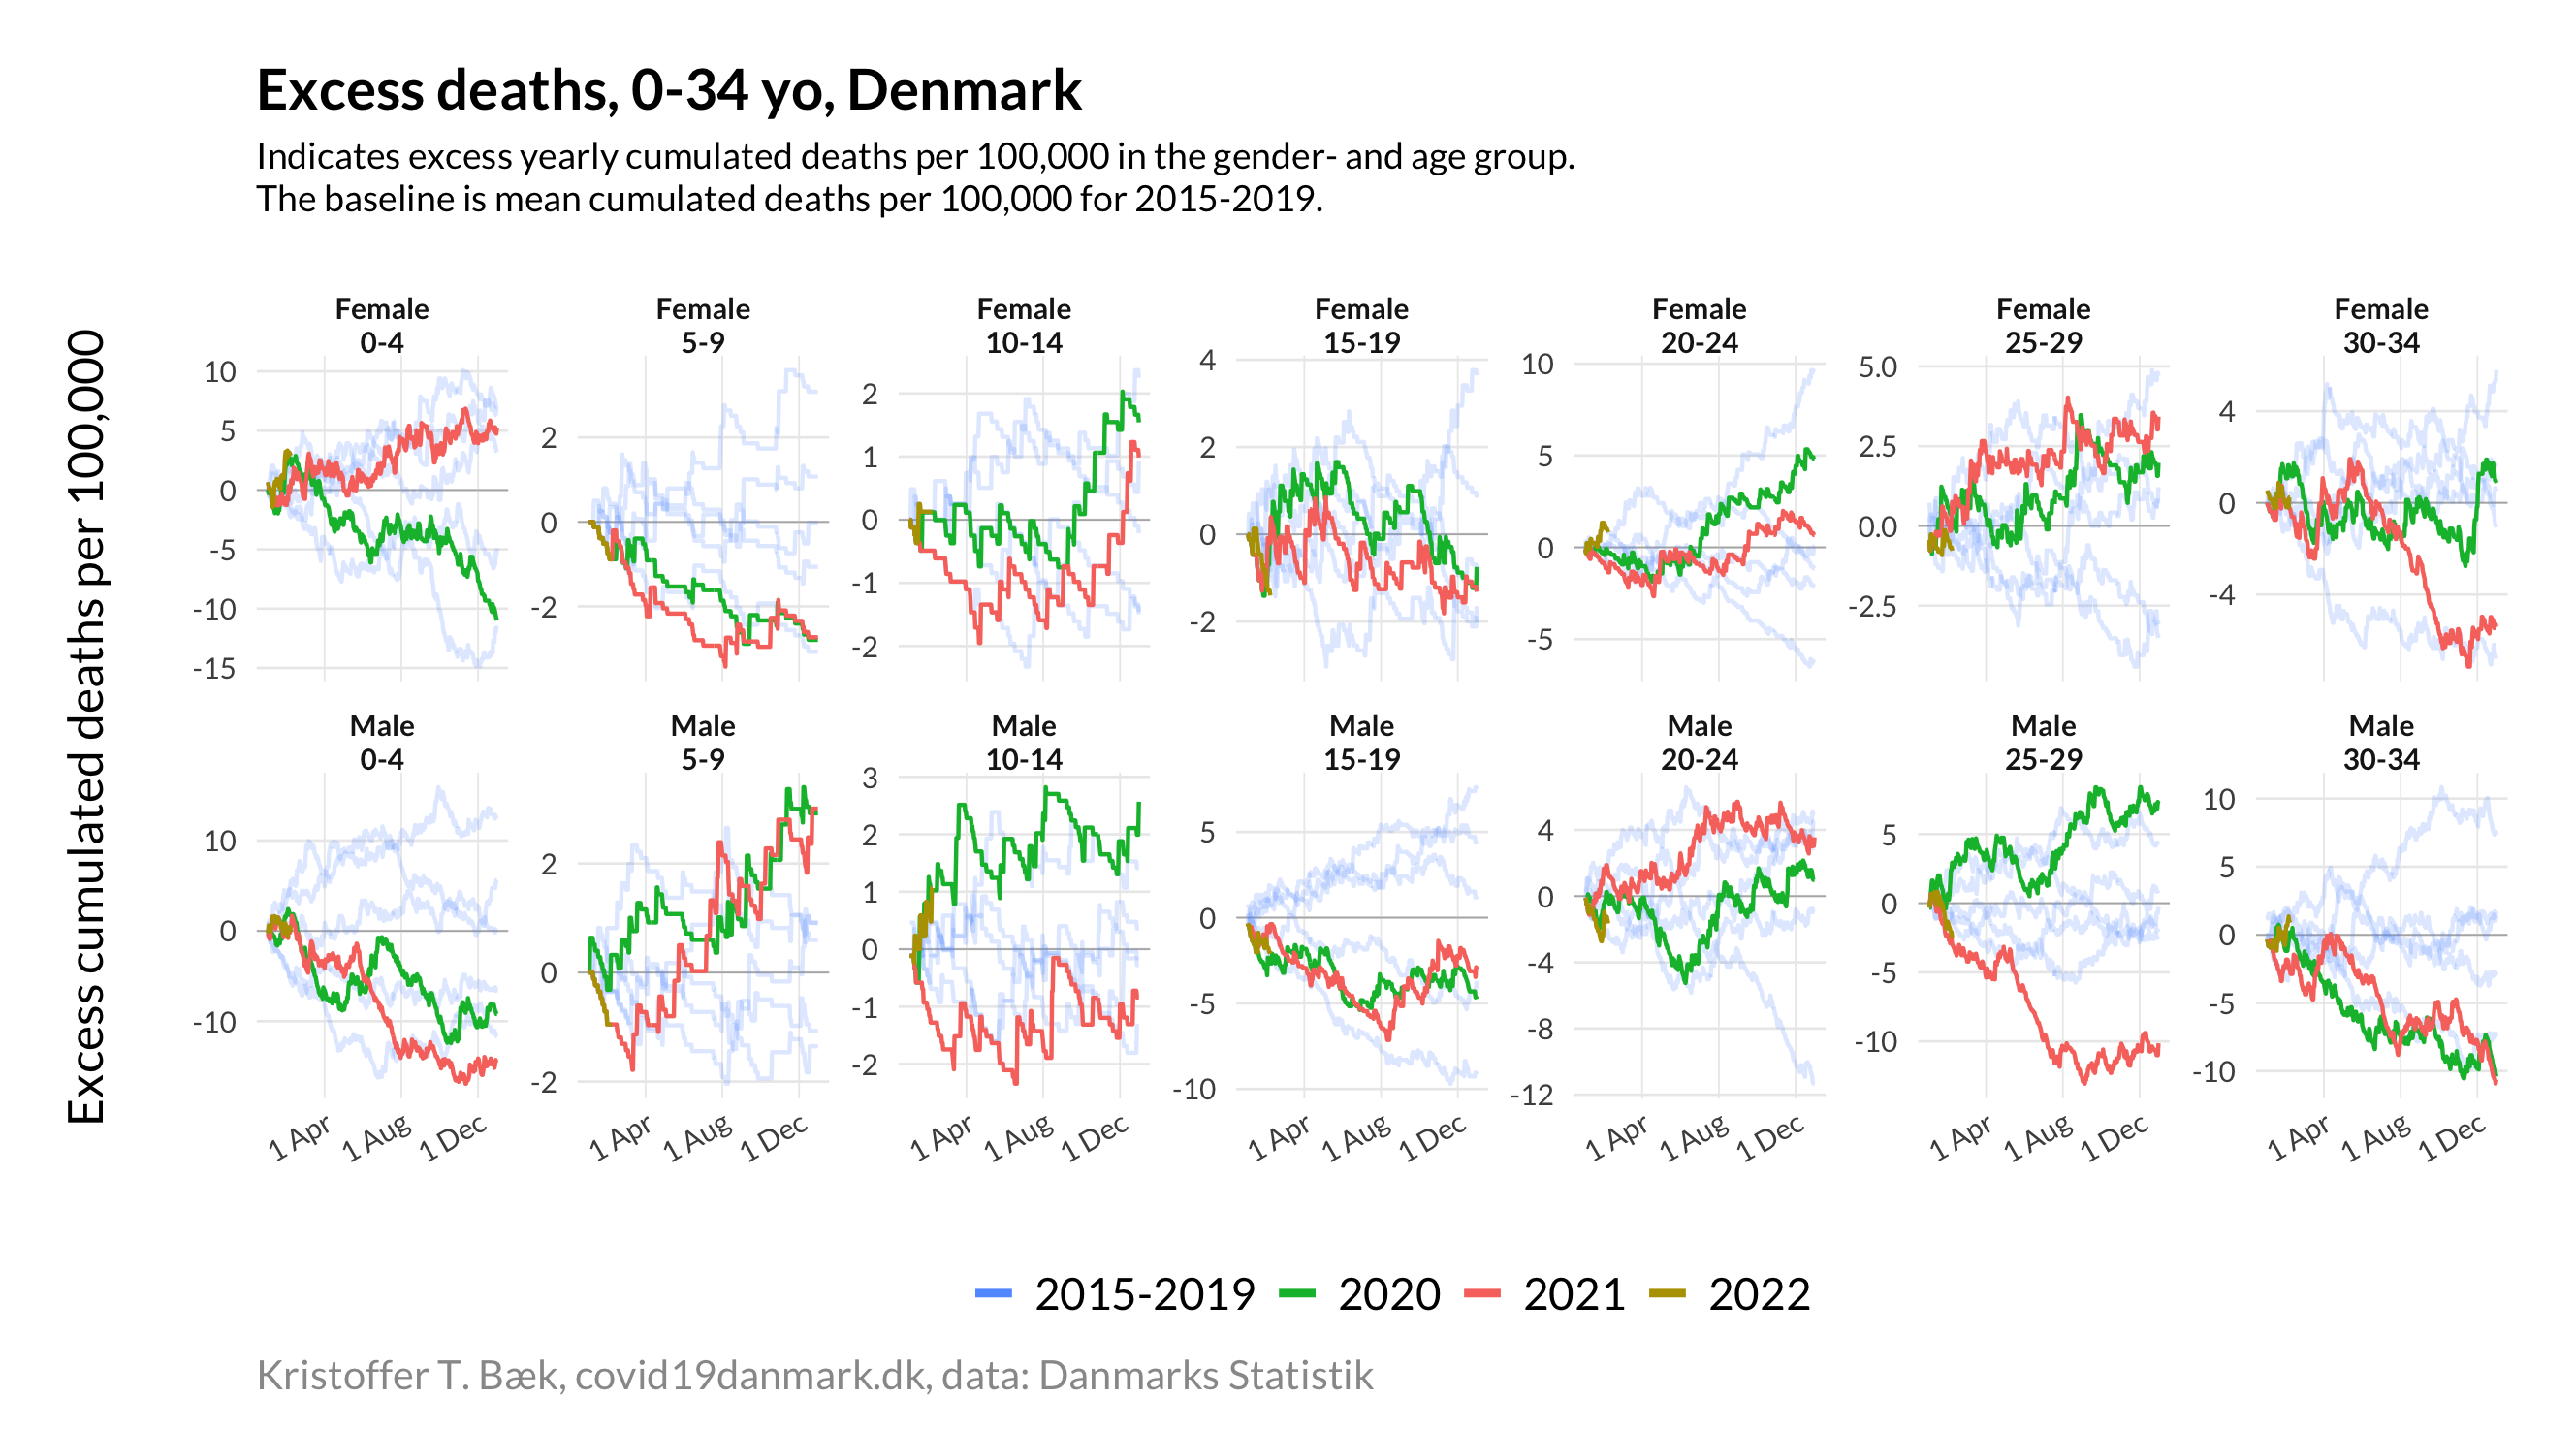 Excess deaths, 0-34 yo, Denmark
Indicates excess yearly cumulated deaths per 100,000 in the gender- and age group.
The baseline is mean cumulated deaths per 100,000 for 2015-2019.
Excess cumulated deaths per 100,000
Female
0-4
10
5
0
-5
-10
-15
Female
5-9
2
0
-2
Female
10-14
2
1
0
-1
-2
Female
15-19
4
2
0
-2
Female
20-24
10
5
0
-5
Female
25-29
5.0
2.5
0.0
-2.5
Female
30-34
4
0
-4
Male
0-4
10
0
-10
1 Apr
1 Aug
1 Dec
Male
5-9
2
0
-2
1 Apr
1 Aug
1 Dec
Male
10-14
3
2
1
0
-1
-2
1 Apr
1 Aug
1 Dec
Male
15-19
5
0
-5
-10
1 Apr
1 Aug
1 Dec
Male
20-24
4
0
-4
-8
-12
1 Apr
1 Aug
1 Dec
Male
25-29
5
0
-5
-10
1 Apr
1 Aug
1 Dec
Male
30-34
10
5
0
-5
-10
1 Apr
1 Aug
1 Dec
2015-2019 2020 2021 2022
Kristoffer T. Bæk, covid19danmark.dk, data: Danmarks Statistik